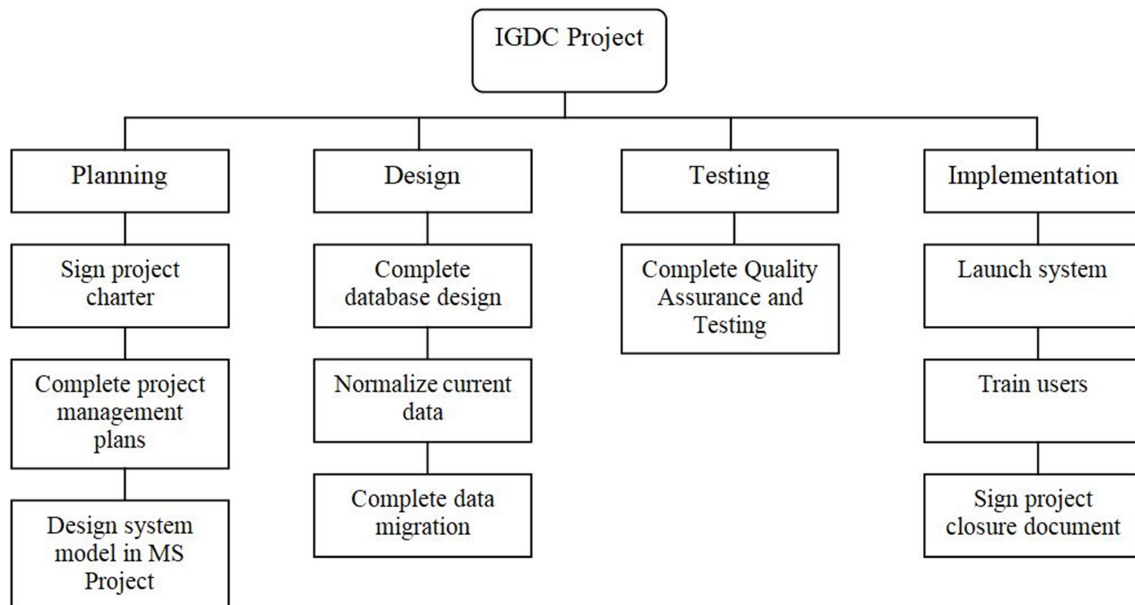 IGDC Project
Planning
Design
Testing
Implementation
Sign project
charter
Complete
database design
Complete Quality
Assurance and
Testing
Launch system
Complete project
management
plans
Normalize current
data
Train users
Design system
model in MS
Project
Complete data
migration
Sign project
closure document